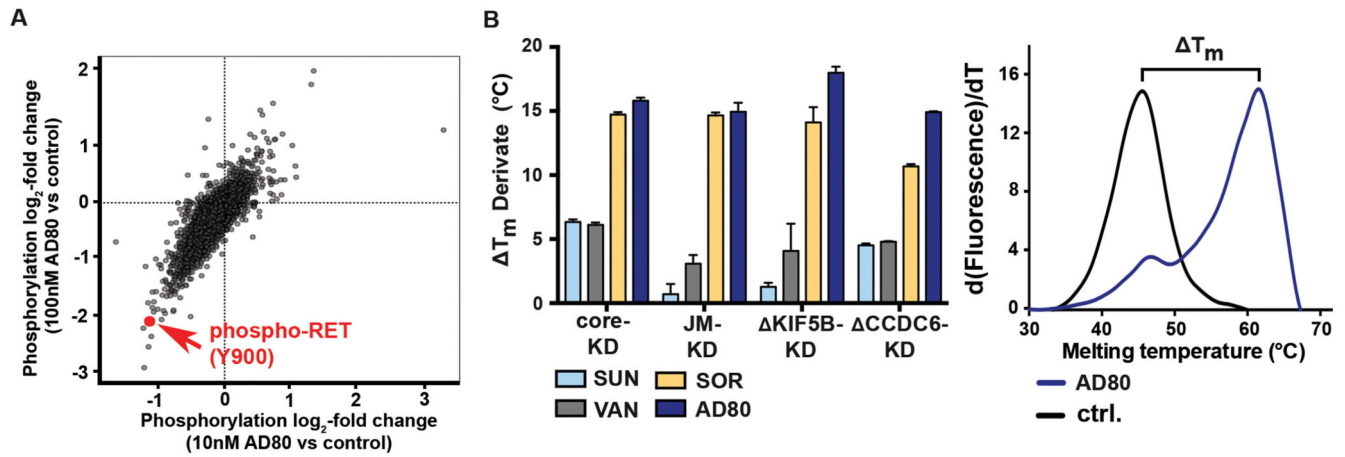 A
Phosphorylation log2-fold change
(100nM AD80 vs control)
2
1
0
-1
-2
-3
phospho-RET
(Y900)
-1
0
1
2
3
Phosphorylation log2-fold change
(10nM AD80 vs control)
B
ΔTm Derivate (°C)
20
15
10
5
0
core-
KD
JM-
KD
ΔKIF5B-
KD
ΔCCDC6-
KD
SUN
SOR
VAN
AD80
d(Fluorescence)/dT
16
12
8
4
0
ΔTm
30
40
50
60
70
Melting temperature (°C)
AD80
ctrl.